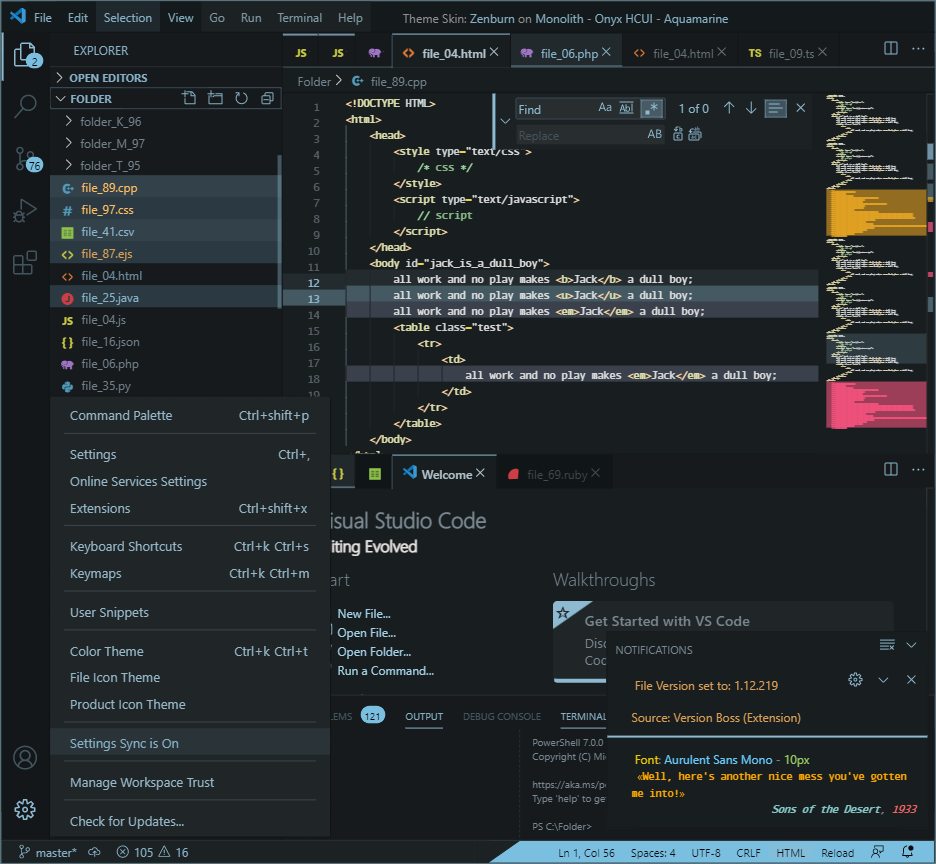 File Edit Selection View Go Run Terminal Help Theme Skin: Zenburn on Monolith - Onyx HCUI - Aquamarine
2
76
EXPLORER
OPEN EDITORS
FOLDER
folder_K_96
folder_M_97
folder_T_95
file_89.cpp
# file_97.css
file_41.csv
<> file_87.ejs
<> file_04.html
J file_25.java
JS file_04.js
{} file_16.json
file_06.php
file_35.py
JS JS <> file_04.html file_06.php <> file_04.html TS file_09.ts
Folder > file_89.cpp
Find Aa Abl .* 1 of 0
Replace AB
1 <!DOCTYPE HTML>
2 <html>
3 <head>
4 <style type="text/css">
5 /* css */
6 </style>
7 <script type="text/javascript">
8 // script
9 </script>
10 </head>
11 <body id="jack_is_a_dull_boy">
12 all work and no play makes <b>Jack</b> a dull boy;
13 all work and no play makes <u>Jack</u> a dull boy;
14 all work and no play makes <em>Jack</em> a dull boy;
15 <table class="test">
16 <tr>
17 <td>
18 all work and no play makes <em>Jack</em> a dull boy;
19 </td>
</tr>
</table>
</body>
Command Palette Ctrl+shift+p
Settings Ctrl+,
Online Services Settings
Extensions Ctrl+shift+x
Keyboard Shortcuts Ctrl+k Ctrl+s
Keymaps Ctrl+k Ctrl+m
User Snippets
Color Theme Ctrl+k Ctrl+t
File Icon Theme
Product Icon Theme
Settings Sync is On
Manage Workspace Trust
Check for Updates...
{} Welcome file_69.ruby
isual Studio Code
iting Evolved
art
New File...
Open File...
Open Folder...
Run a Command...
Walkthroughs
Get Started with VS Code
Disc
Coc
LEMS 121 OUTPUT DEBUG CONSOLE TERMINAL
PowerShell 7.0.0
Copyright (C) Mi
https://aka.ms/p
Type 'help' to get
PS C:\Folder>
NOTIFICATIONS
File Version set to: 1.12.219
Source: Version Boss (Extension)
Font: Aurulent Sans Mono - 10px
«Well, here's another nice mess you've gotten
me into!»
Sons of the Desert, 1933
master* 105 16 Ln 1, Col 56 Spaces: 4 UTF-8 CRLF HTML Reload